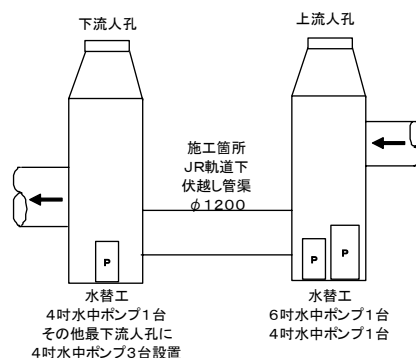 下流人孔
上流人孔
施工箇所
JR軌道下
伏越し管渠
φ1200
P
P
P
水替工
4吋水中ポンプ1台
その他最下流人孔に
4吋水中ポンプ3台設置
水替工
6吋水中ポンプ1台
4吋水中ポンプ1台